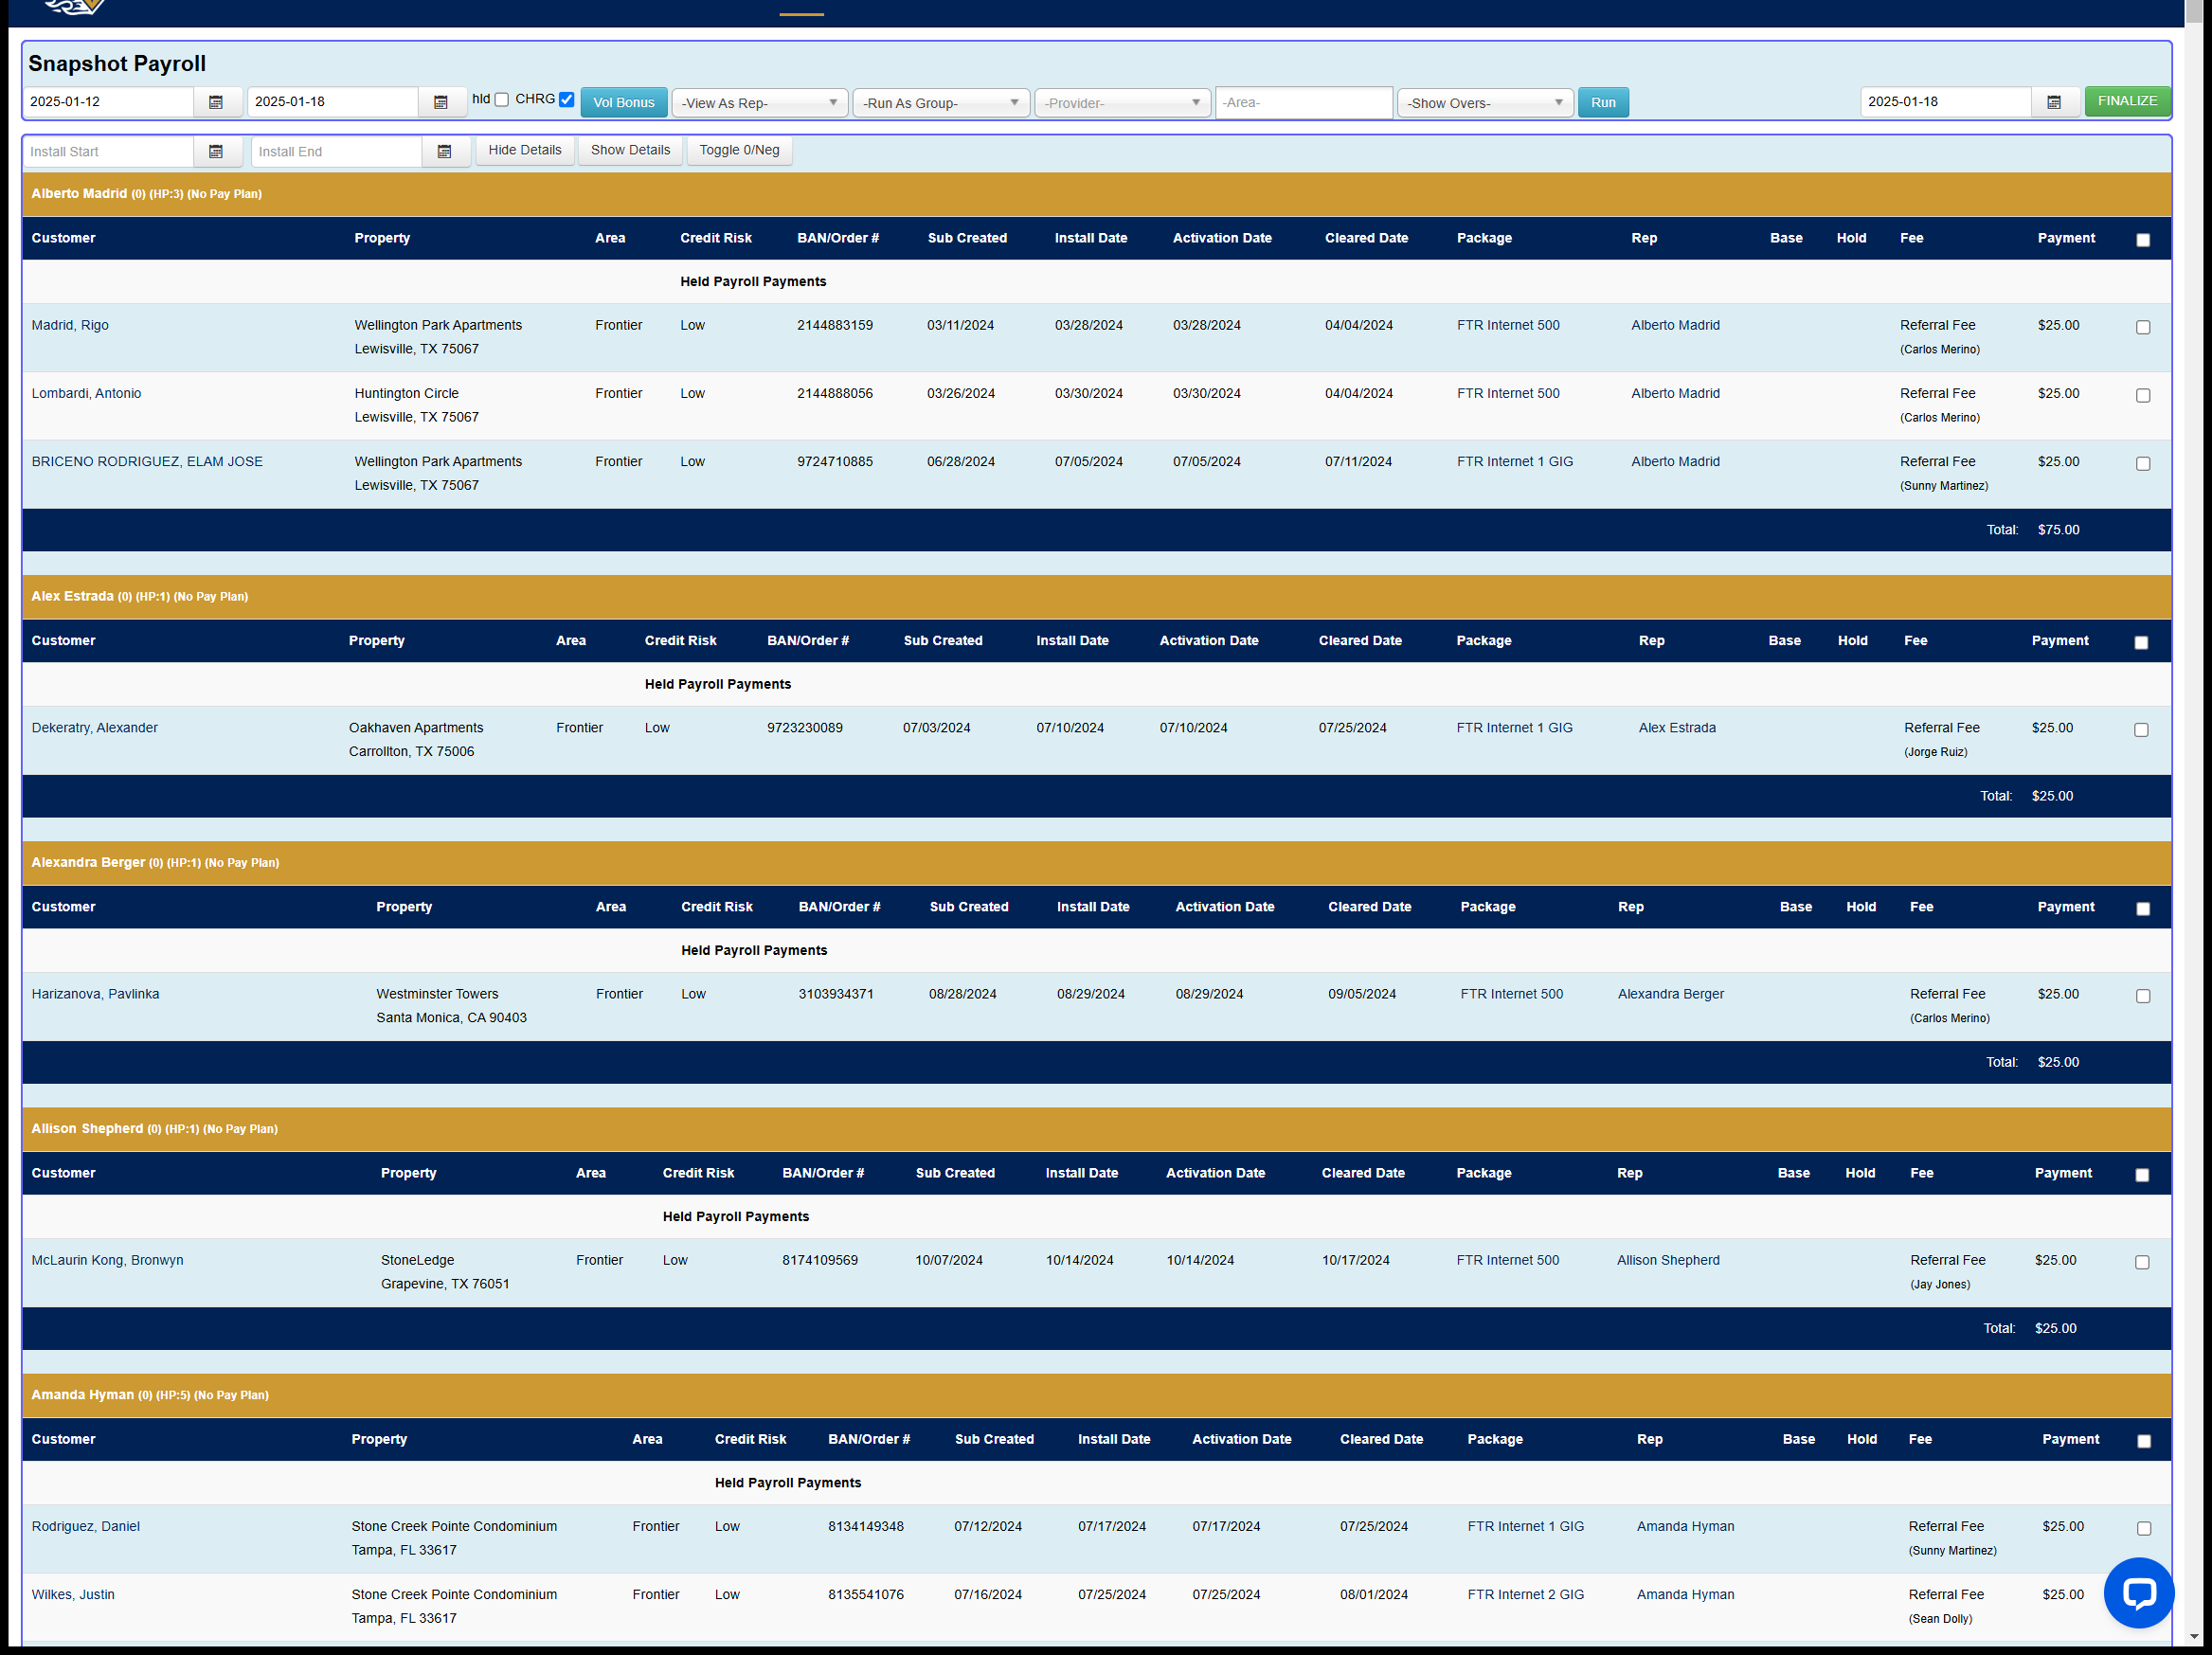 Snapshot Payroll
2025-01-12 2025-01-18 hld CHRG Vol Bonus -View As Rep- -Run As Group- -Provider- -Area- -Show Overs- Run 2025-01-18 FINALIZE
Install Start Install End Hide Details Show Details Toggle 0/Neg
Alberto Madrid (0) (HP:3) (No Pay Plan)
Customer Property Area Credit Risk BAN/Order # Sub Created Install Date Activation Date Cleared Date Package Rep Base Hold Fee Payment
Held Payroll Payments
Madrid, Rigo Wellington Park Apartments Frontier Low 2144883159 03/11/2024 03/28/2024 03/28/2024 04/04/2024 FTR Internet 500 Alberto Madrid Referral Fee $25.00
Lewisville, TX 75067 (Carlos Merino)
Lombardi, Antonio Huntington Circle Frontier Low 2144888056 03/26/2024 03/30/2024 03/30/2024 04/04/2024 FTR Internet 500 Alberto Madrid Referral Fee $25.00
Lewisville, TX 75067 (Carlos Merino)
BRICENO RODRIGUEZ, ELAM JOSE Wellington Park Apartments Frontier Low 9724710885 06/28/2024 07/05/2024 07/05/2024 07/11/2024 FTR Internet 1 GIG Alberto Madrid Referral Fee $25.00
Lewisville, TX 75067 (Sunny Martinez)
Total: $75.00
Alex Estrada (0) (HP:1) (No Pay Plan)
Customer Property Area Credit Risk BAN/Order # Sub Created Install Date Activation Date Cleared Date Package Rep Base Hold Fee Payment
Held Payroll Payments
Dekeratry, Alexander Oakhaven Apartments Frontier Low 9723230089 07/03/2024 07/10/2024 07/10/2024 07/25/2024 FTR Internet 1 GIG Alex Estrada Referral Fee $25.00
Carrollton, TX 75006 (Jorge Ruiz)
Total: $25.00
Alexandra Berger (0) (HP:1) (No Pay Plan)
Customer Property Area Credit Risk BAN/Order # Sub Created Install Date Activation Date Cleared Date Package Rep Base Hold Fee Payment
Held Payroll Payments
Harizanova, Pavlinka Westminster Towers Frontier Low 3103934371 08/28/2024 08/29/2024 08/29/2024 09/05/2024 FTR Internet 500 Alexandra Berger Referral Fee $25.00
Santa Monica, CA 90403 (Carlos Merino)
Total: $25.00
Allison Shepherd (0) (HP:1) (No Pay Plan)
Customer Property Area Credit Risk BAN/Order # Sub Created Install Date Activation Date Cleared Date Package Rep Base Hold Fee Payment
Held Payroll Payments
McLaurin Kong, Bronwyn StoneLedge Frontier Low 8174109569 10/07/2024 10/14/2024 10/14/2024 10/17/2024 FTR Internet 500 Allison Shepherd Referral Fee $25.00
Grapevine, TX 76051 (Jay Jones)
Total: $25.00
Amanda Hyman (0) (HP:5) (No Pay Plan)
Customer Property Area Credit Risk BAN/Order # Sub Created Install Date Activation Date Cleared Date Package Rep Base Hold Fee Payment
Held Payroll Payments
Rodriguez, Daniel Stone Creek Pointe Condominium Frontier Low 8134149348 07/12/2024 07/17/2024 07/17/2024 07/25/2024 FTR Internet 1 GIG Amanda Hyman Referral Fee $25.00
Tampa, FL 33617 (Sunny Martinez)
Wilkes, Justin Stone Creek Pointe Condominium Frontier Low 8135541076 07/16/2024 07/25/2024 07/25/2024 08/01/2024 FTR Internet 2 GIG Amanda Hyman Referral Fee $25.00
Tampa, FL 33617 (Sean Dolly)